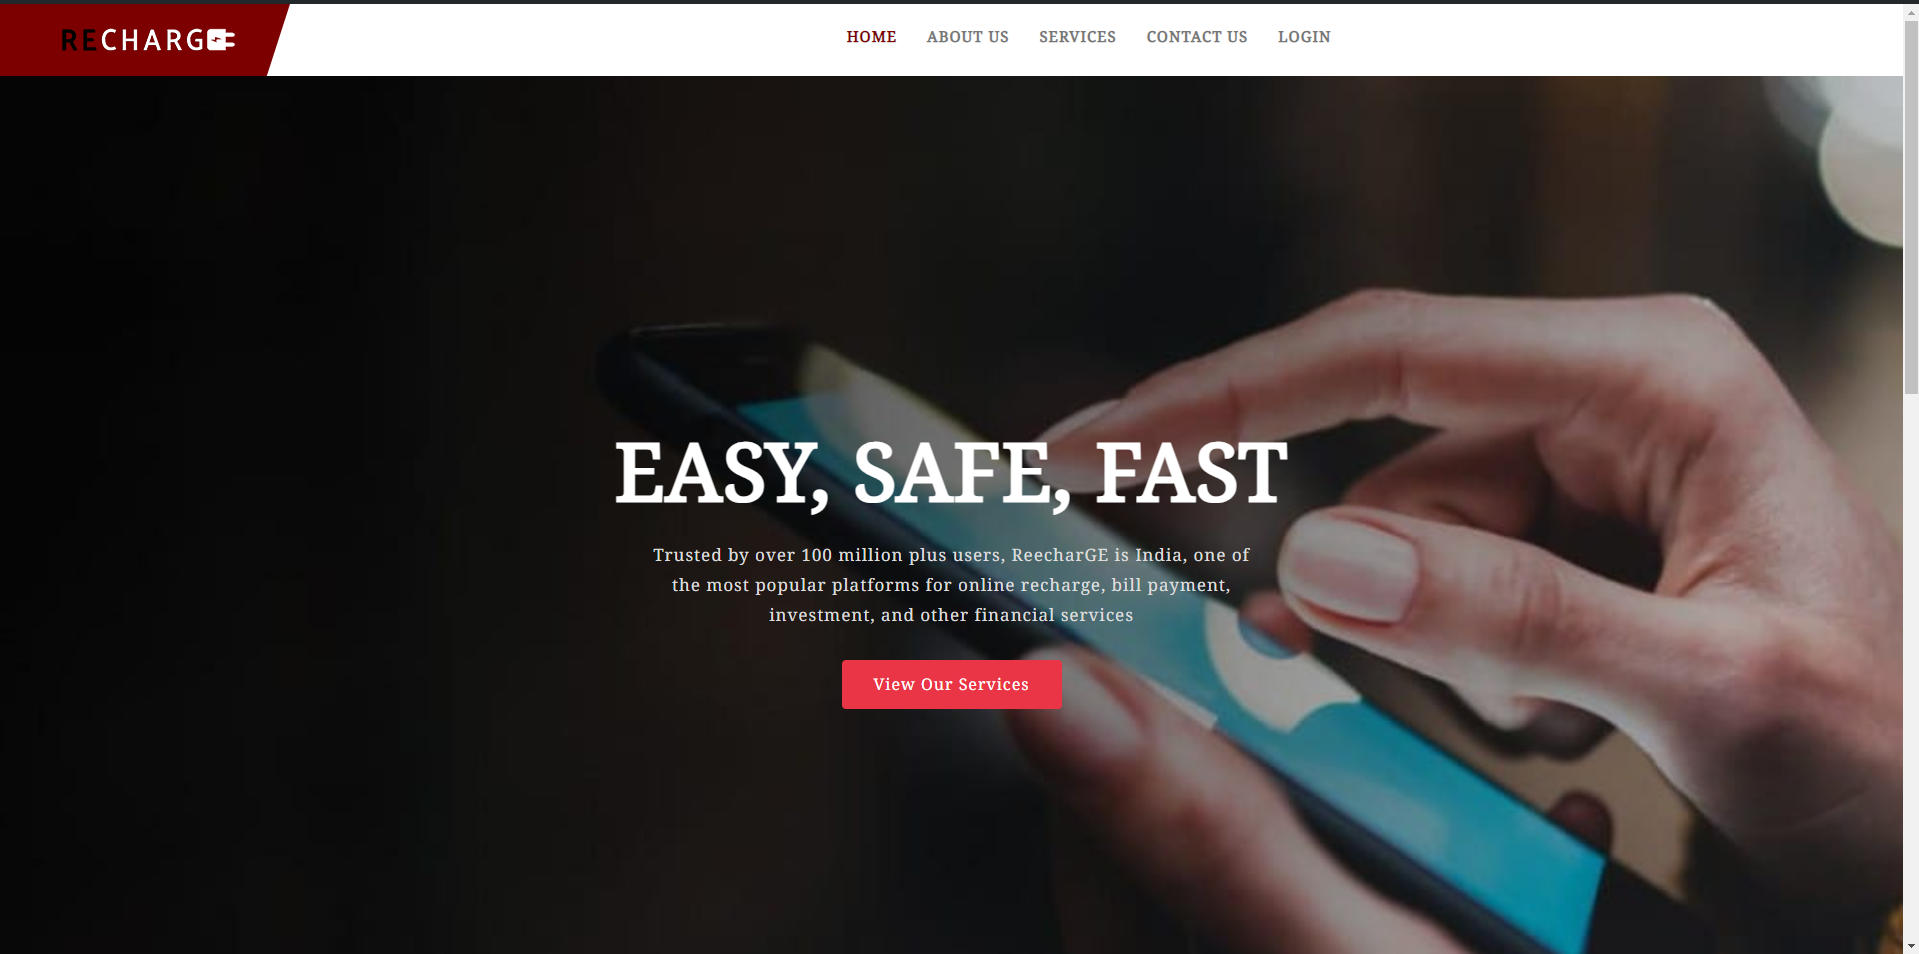 RECHARGE
HOME ABOUT US SERVICES CONTACT US LOGIN
EASY, SAFE, FAST
Trusted by over 100 million plus users, ReecharGE is India, one of
the most popular platforms for online recharge, bill payment,
investment, and other financial services
View Our Services